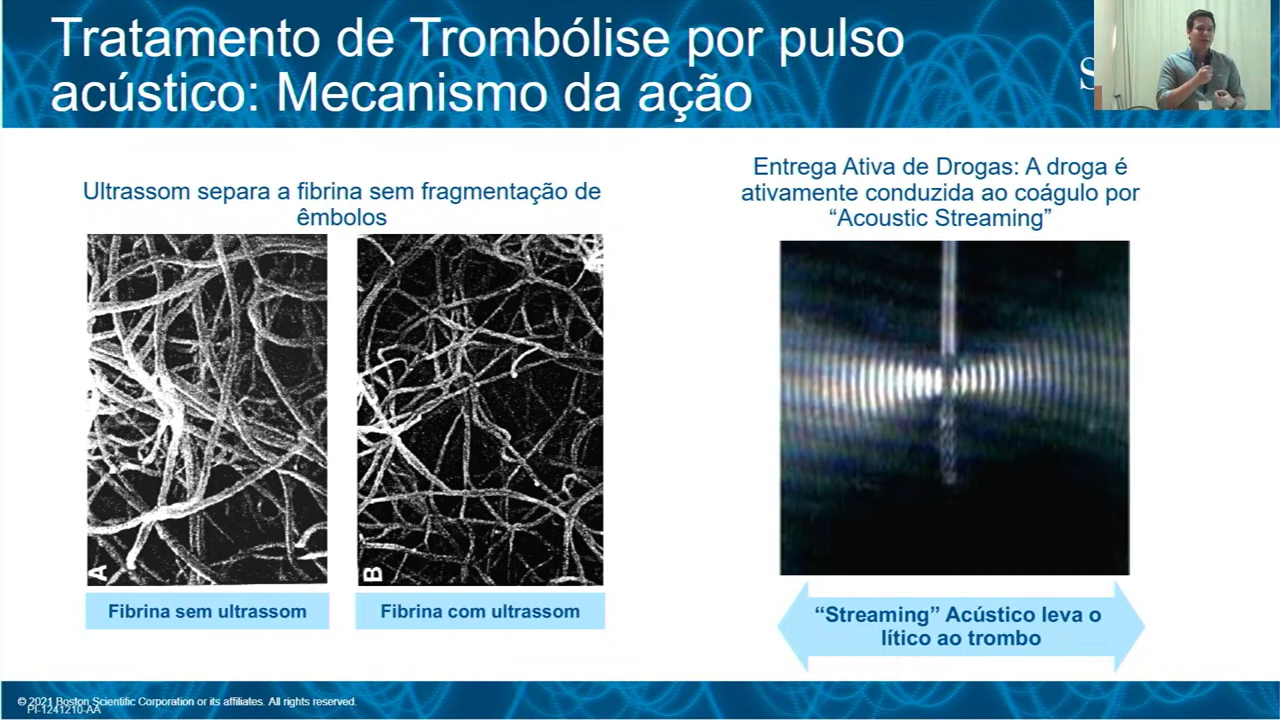 Tratamento de Trombólise por pulso
acústico: Mecanismo da ação
S
Ultrassom separa a fibrina sem fragmentação de
êmbolos
A
B
Fibrina sem ultrassom
Fibrina com ultrassom
Entrega Ativa de Drogas: A droga é
ativamente conduzida ao coágulo por
“Acoustic Streaming”
“Streaming” Acústico leva o
lítico ao trombo
© 2021 Boston Scientific Corporation or its affiliates. All rights reserved.
PI-1241210-AA